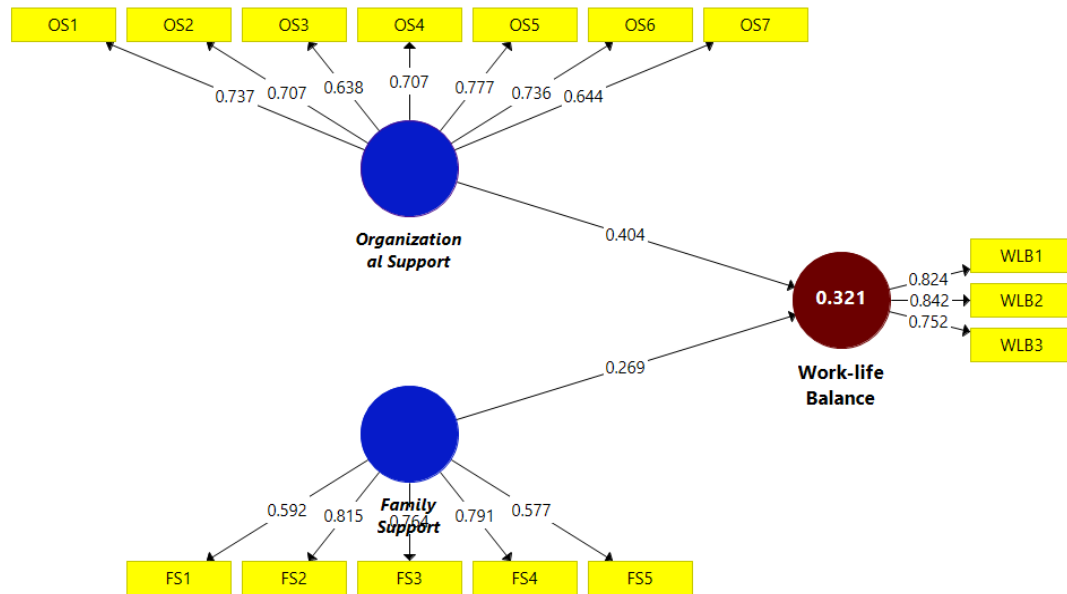 OS1 OS2 OS3 OS4 OS5 OS6 OS7
0.737 0.707 0.638 0.707 0.777 0.736 0.644
Organization
al Support
0.404
0.321
Work-life
Balance
0.824
0.842
0.752
WLB1
WLB2
WLB3
0.269
Family
Support
0.592 0.815 0.764 0.791 0.577
FS1 FS2 FS3 FS4 FS5